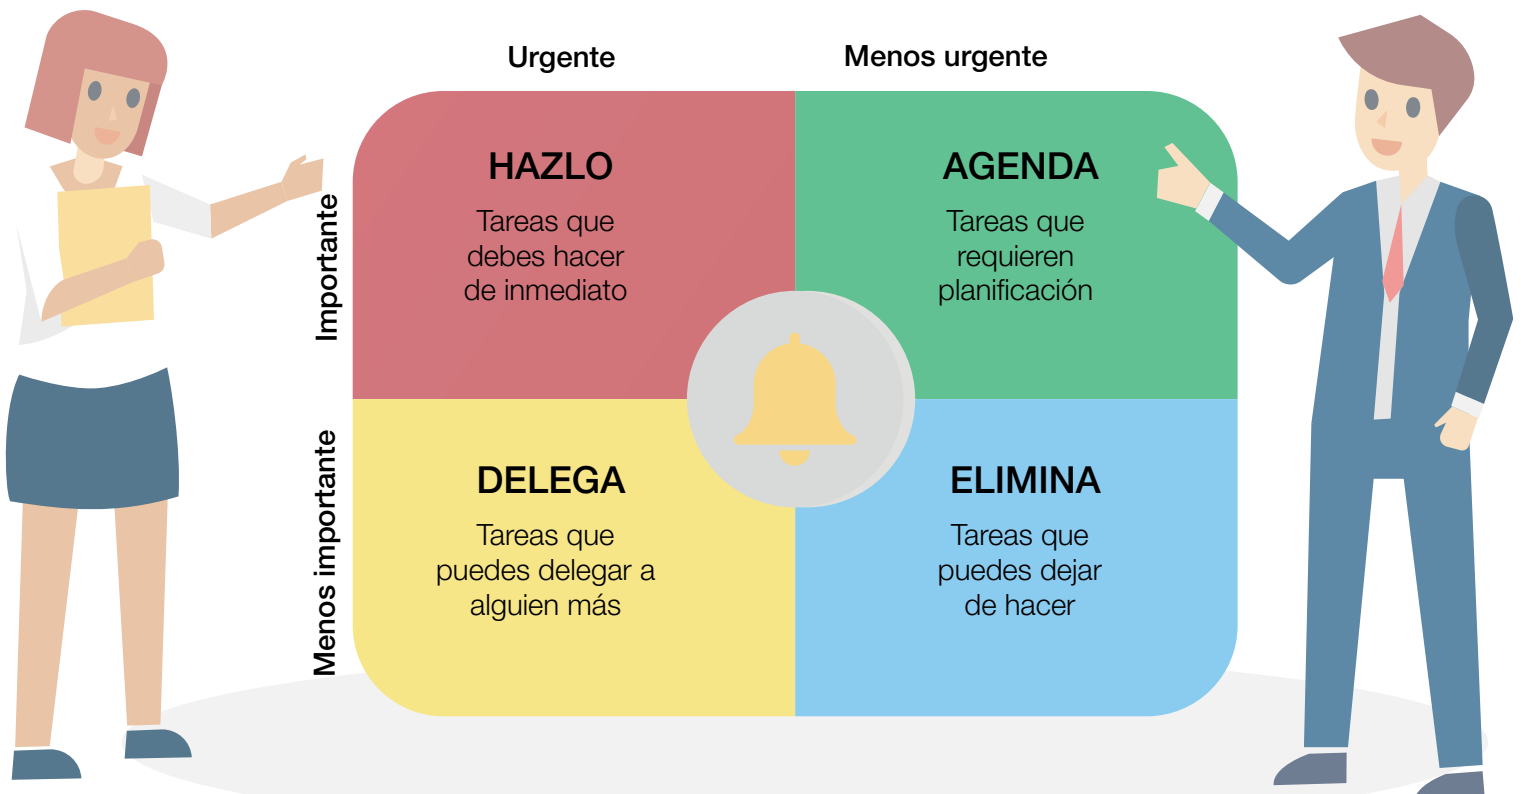 Urgente
Menos urgente
Importante
HAZLO
Tareas que
debes hacer
de inmediato
AGENDA
Tareas que
requieren
planificación
Menos importante
DELEGA
Tareas que
puedes delegar a
alguien más
ELIMINA
Tareas que
puedes dejar
de hacer